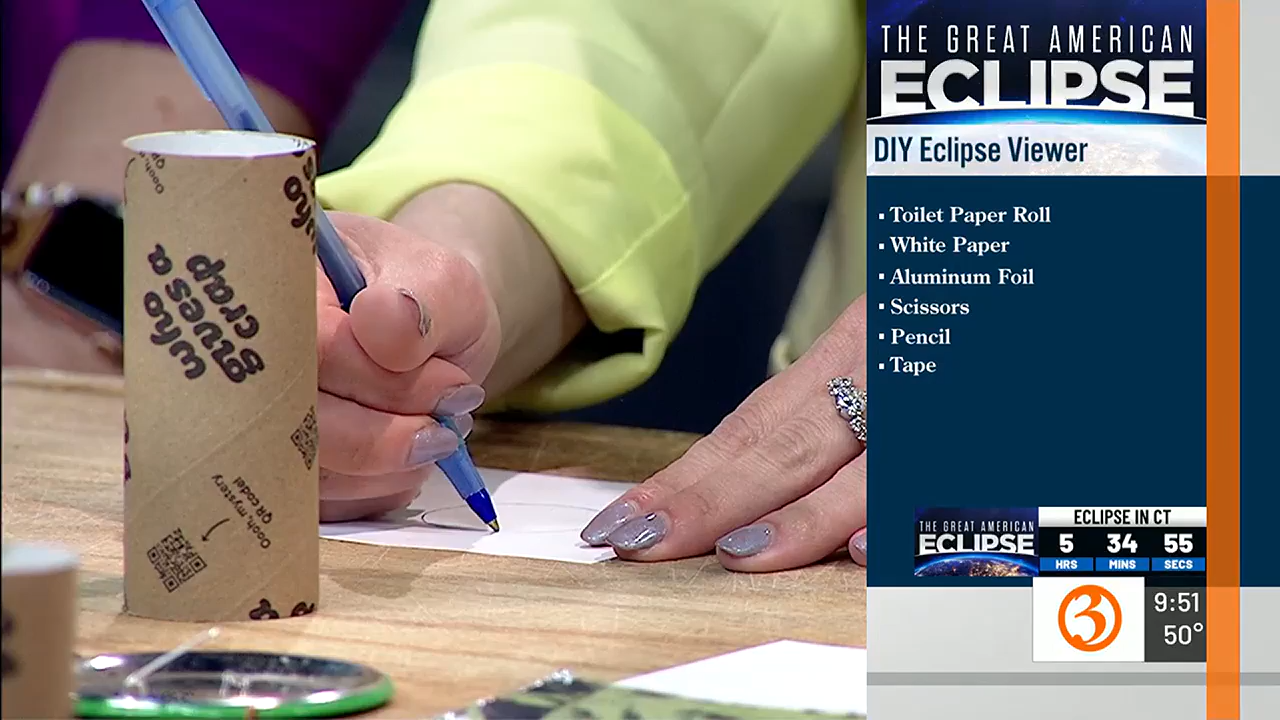 THE GREAT AMERICAN
ECLIPSE
DIY Eclipse Viewer
▪ Toilet Paper Roll
▪ White Paper
▪ Aluminum Foil
▪ Scissors
▪ Pencil
▪ Tape
THE GREAT AMERICAN
ECLIPSE
ECLIPSE IN CT
5 34 55
HRS MINS SECS
3
9:51
50°
who
gives a
crap
Oooh, mystery
QR code!
who